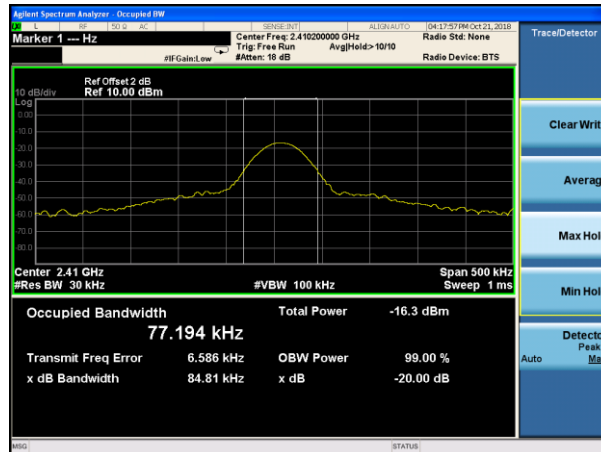 Agilent Spectrum Analyzer - Occupied BW
L RF 50 Ω AC SENSE:INT ALIGN AUTO 04:17:57 PM Oct 21, 2018
Marker 1 --- Hz
Center Freq: 2.410200000 GHz
Radio Std: None
Trig: Free Run Avg|Hold:>10/10
#IFGain:Low #Atten: 18 dB Radio Device: BTS
Trace/Detector
Ref Offset 2 dB
10 dB/div Ref 10.00 dBm
Log
0.00
-10.0
-20.0
-30.0
-40.0
-50.0
-60.0
-70.0
-80.0
Center 2.41 GHz Span 500 kHz
#Res BW 30 kHz #VBW 100 kHz Sweep 1 ms
Occupied Bandwidth Total Power -16.3 dBm
77.194 kHz
Transmit Freq Error 6.586 kHz OBW Power 99.00 %
x dB Bandwidth 84.81 kHz x dB -20.00 dB
Clear Writ
Averag
Max Hol
Min Hol
Detecto
Peak
Auto Ma
MSG STATUS